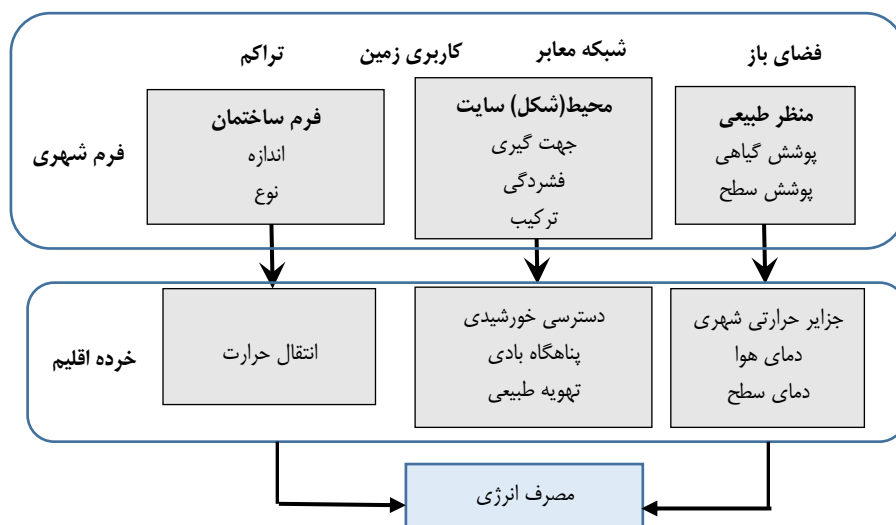 فضای باز
شبکه معابر
کاربری زمین
تراکم
فرم شهری
منظر طبیعی
پوشش گیاهی
پوشش سطح
محیط(شکل) سایت
جهت گیری
فشردگی
ترکیب
فرم ساختمان
اندازه
نوع
خرده اقلیم
جزایر حرارتی شهری
دمای هوا
دمای سطح
دسترسی خورشیدی
پناهگاه بادی
تهویه طبیعی
انتقال حرارت
مصرف انرژی